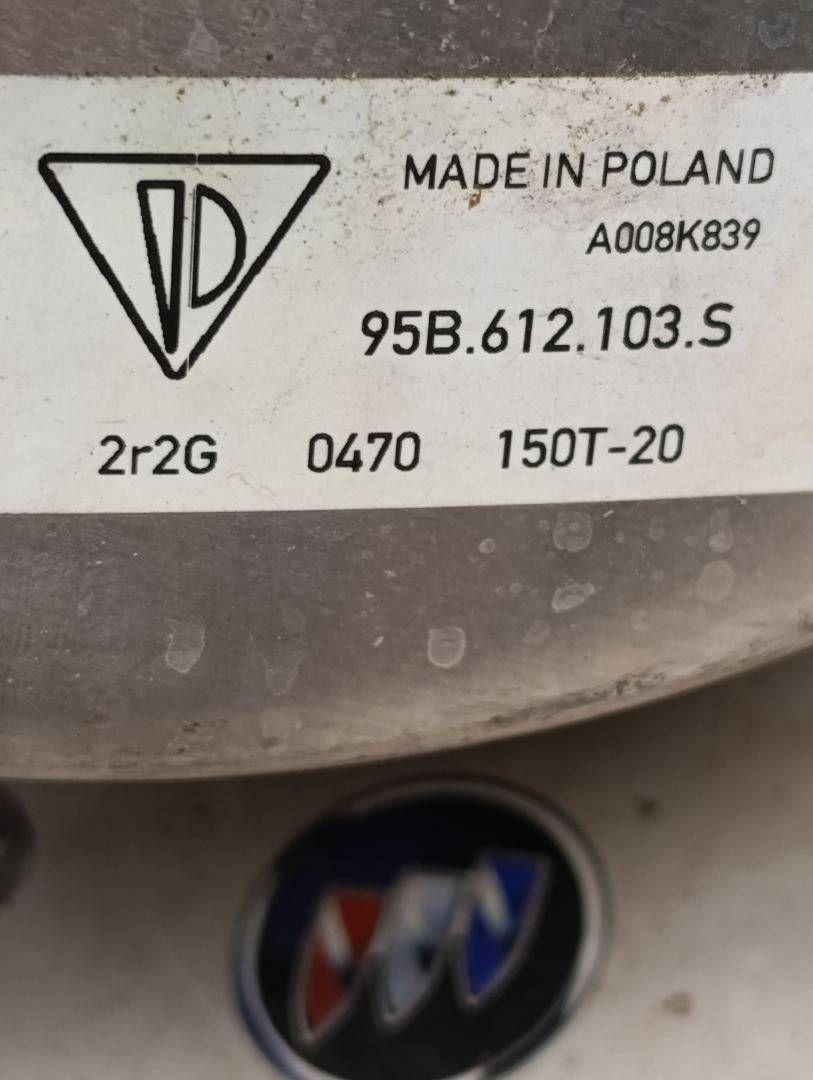 MADE IN POLAND
A008K839
95B.612.103.S
2r2G 0470 150T-20